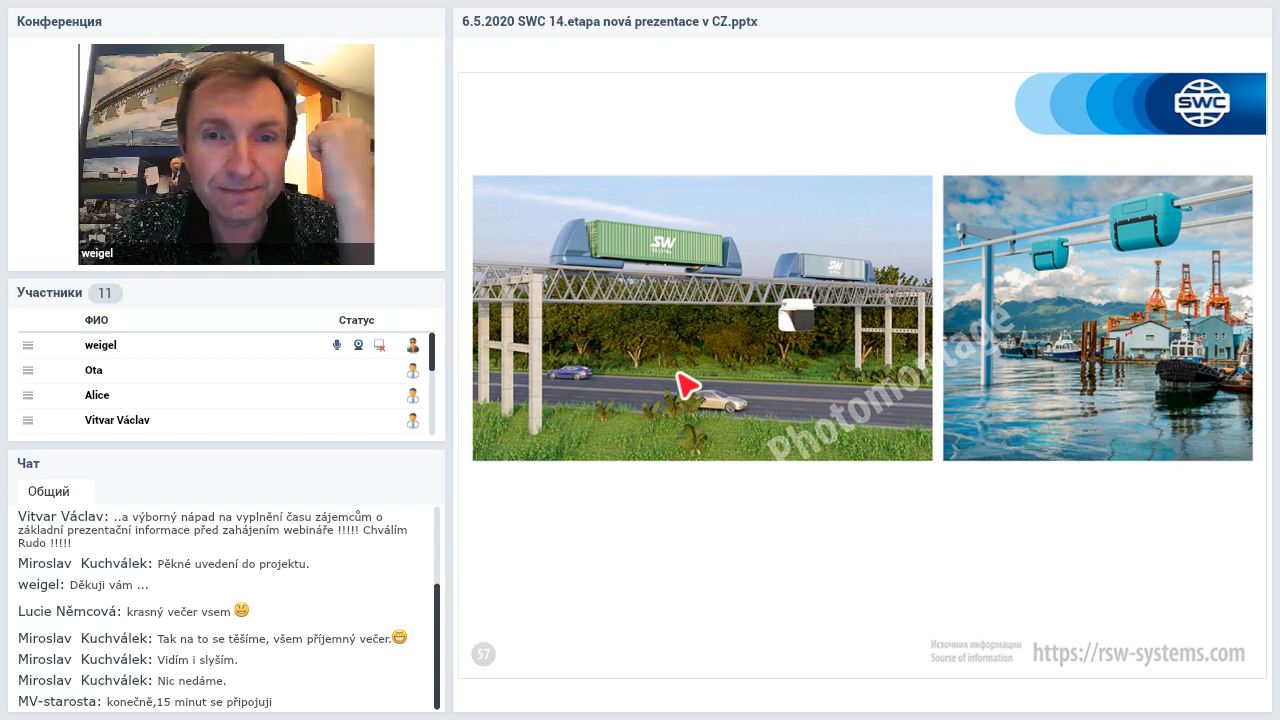 Конференция
weigel
Участники 11
ФИО Статус
weigel
Ota
Alice
Vitvar Václav
Чат
Общий
Vitvar Václav: ..a výborný nápad na vyplnění času zájemcům o
základní prezentační informace před zahájením webináře !!!!! Chválím
Rudo !!!!!
Miroslav Kuchválek: Pěkné uvedení do projektu.
weigel: Děkuji vám ...
Lucie Němcová: krasný večer vsem
Miroslav Kuchválek: Tak na to se těšíme, všem příjemný večer.
Miroslav Kuchválek: Vidím i slyším.
Miroslav Kuchválek: Nic nedáme.
MV-starosta: konečně,15 minut se připojuji
6.5.2020 SWC 14.etapa nová prezentace v CZ.pptx
SWC
SW
SW
Photomontage
57
Источник информации
Sourse of information
https://rsw-systems.com